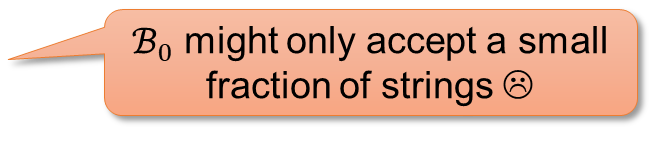 ℬ₀ might only accept a small
fraction of strings ☹